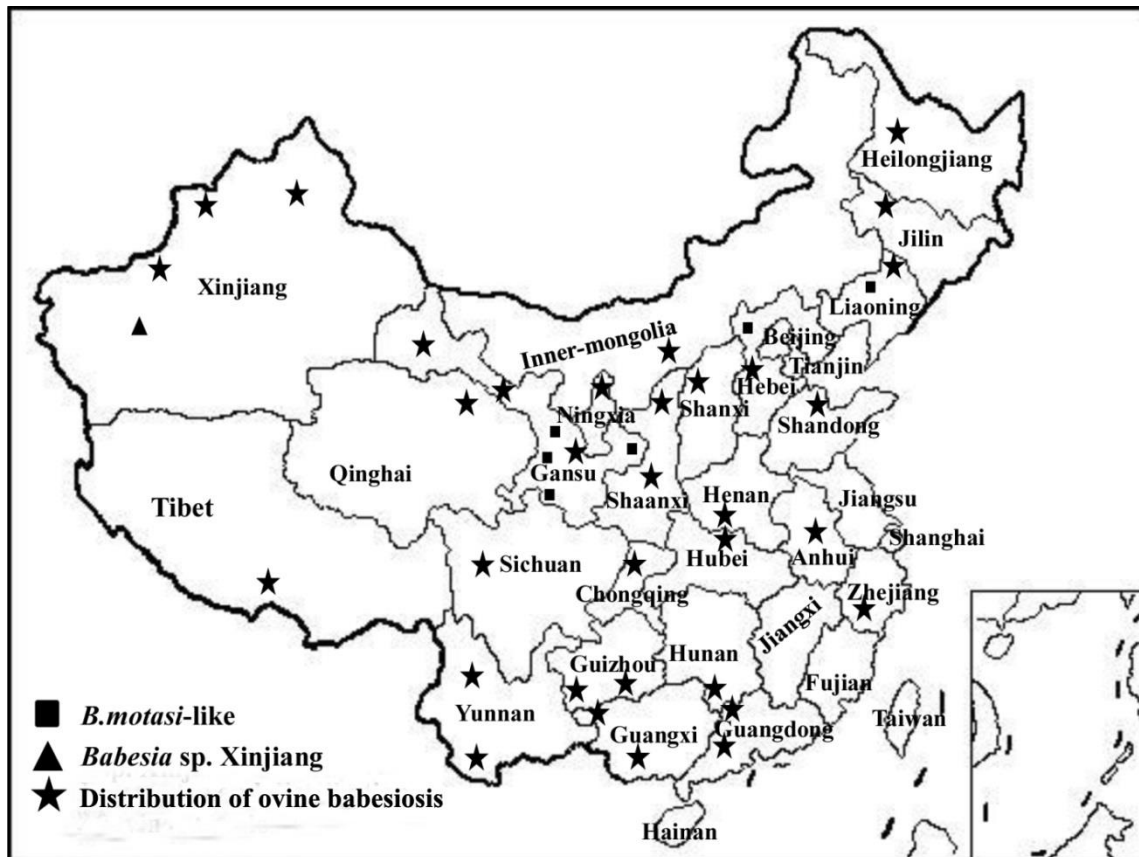 Heilongjiang
Jilin
Xinjiang
Liaoning
Inner-mongolia
Beijing
Tianjin
Hebei
Shanxi
Ningxia
Shandong
Qinghai
Gansu
Shaanxi
Henan
Jiangsu
Tibet
Shanghai
Sichuan
Hubei
Anhui
Chongqing
Zhejiang
Jiangxi
Guizhou
Hunan
Fujian
Yunnan
Guangxi
Guangdong
Taiwan
Hainan
B.motasi-like
Babesia sp. Xinjiang
Distribution of ovine babesiosis